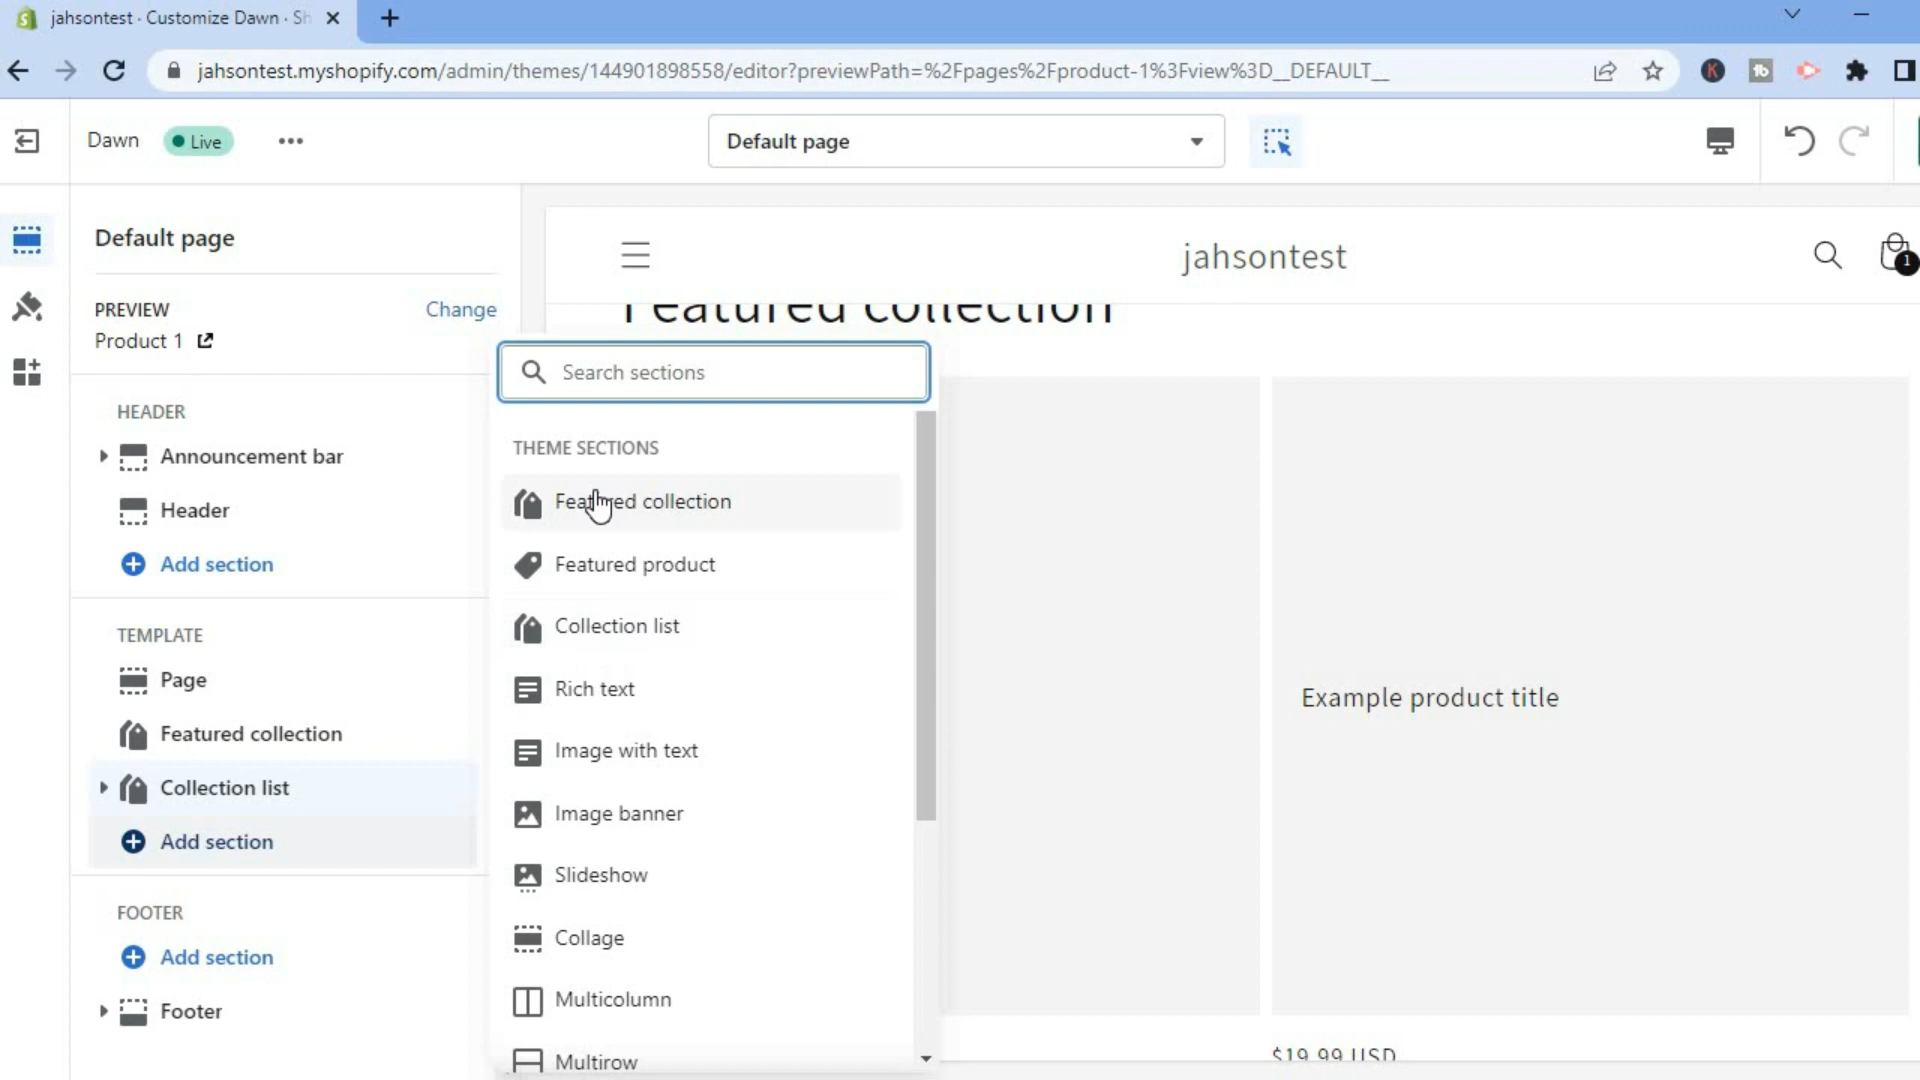 jahsontest · Customize Dawn · Sh
jahsontest.myshopify.com/admin/themes/144901898558/editor?previewPath=%2Fpages%2Fproduct-1%3Fview%3D__DEFAULT__
K
tb
Dawn
Live
Default page
Default page
PREVIEW
Change
Product 1
HEADER
Announcement bar
Header
Add section
TEMPLATE
Page
Featured collection
Collection list
Add section
FOOTER
Add section
Footer
Search sections
THEME SECTIONS
Featured collection
Featured product
Collection list
Rich text
Image with text
Image banner
Slideshow
Collage
Multicolumn
Multirow
jahsontest
1
Featured collection
Example product title
$19.99 USD